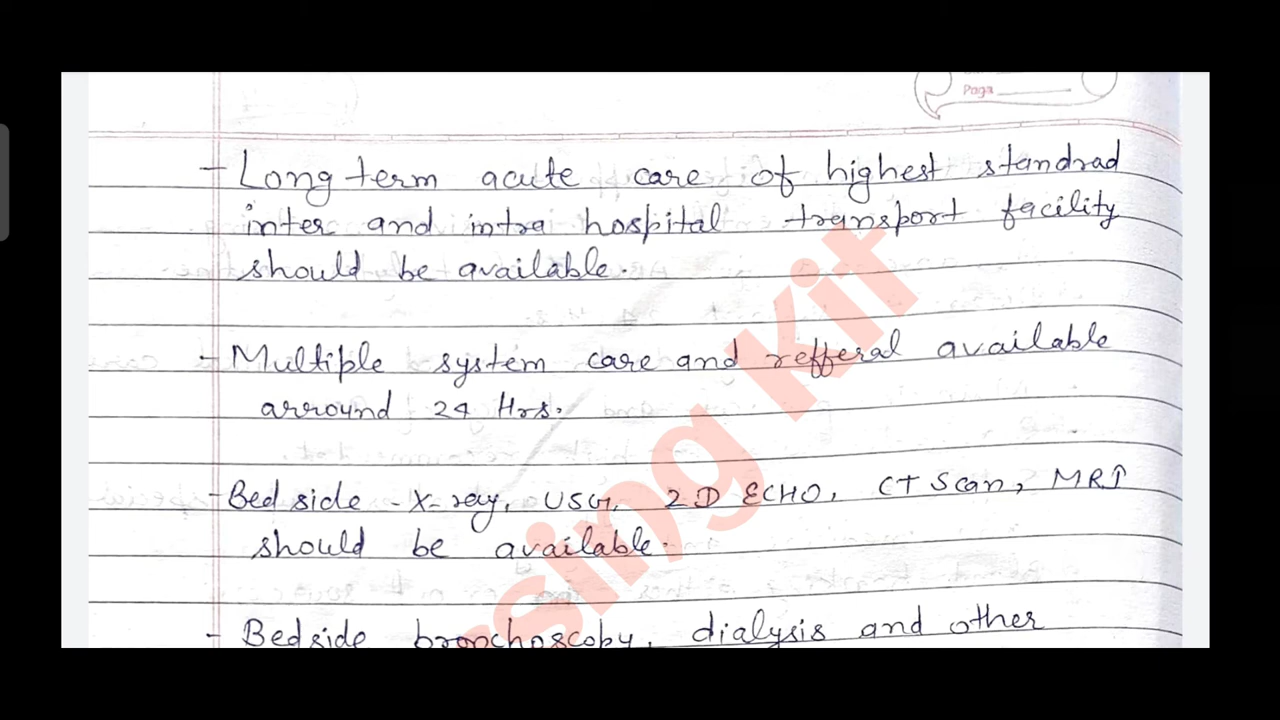 Page
- Long term acute care of highest standrad
inter and intra hospital transport facility
should be available.
- Multiple system care and refferal available
arround 24 Hrs.
- Bed side - X-ray, USG, 2D ECHO, CT Scan, MRI
should be available.
- Bedside bronchoscopy, dialysis and other
rsing Kit